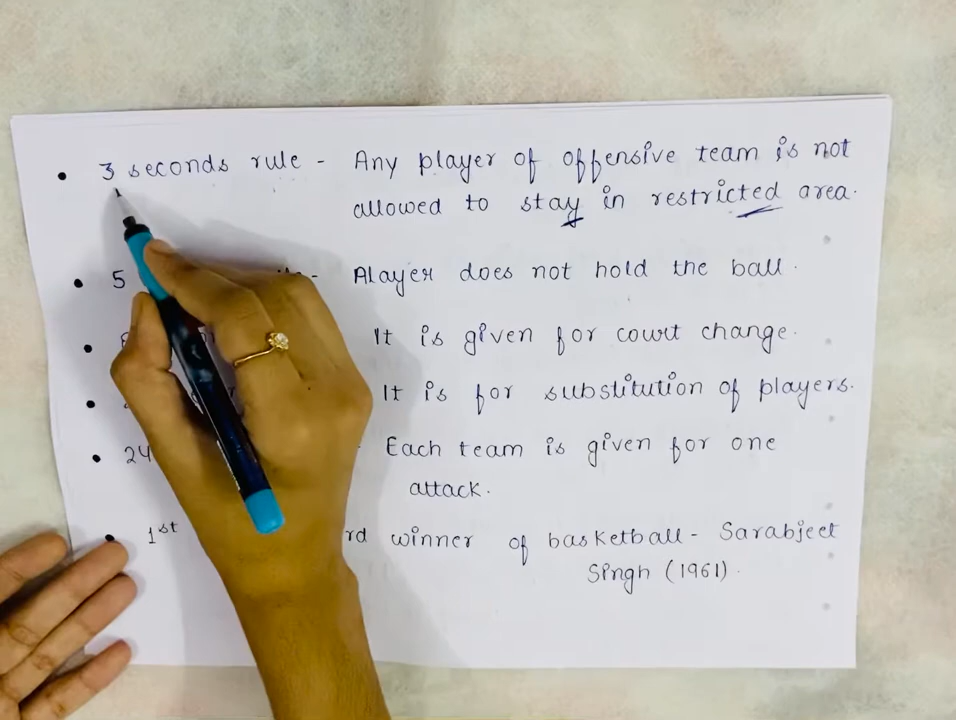 • 3 seconds rule - Any player of offensive team is not
allowed to stay in restricted area.
• 5 - Alayer does not hold the ball.
• It is given for court change.
• It is for substitution of players.
• 24 Each team is given for one
attack.
• 1st winner of basketball - Sarabjeet
Singh (1961).